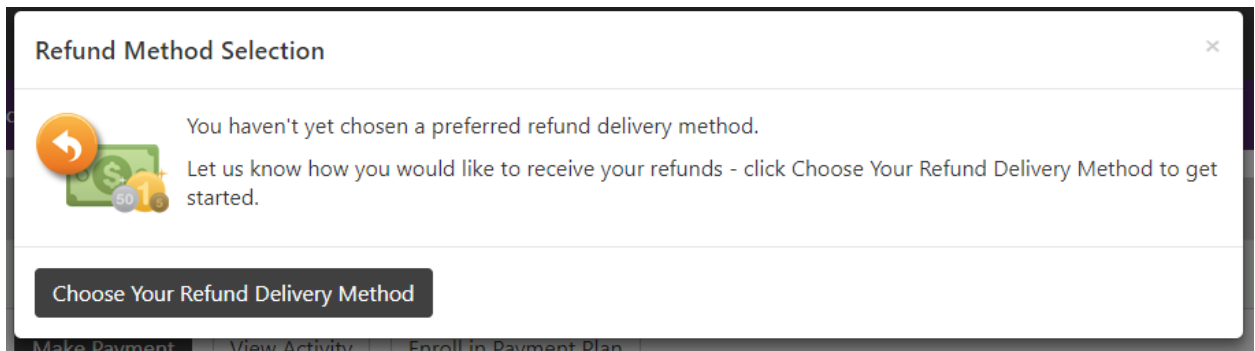 Refund Method Selection
×
You haven't yet chosen a preferred refund delivery method.
Let us know how you would like to receive your refunds - click Choose Your Refund Delivery Method to get
started.
$
50 1 5
Choose Your Refund Delivery Method
Make Payment View Activity Enroll in Payment Plan